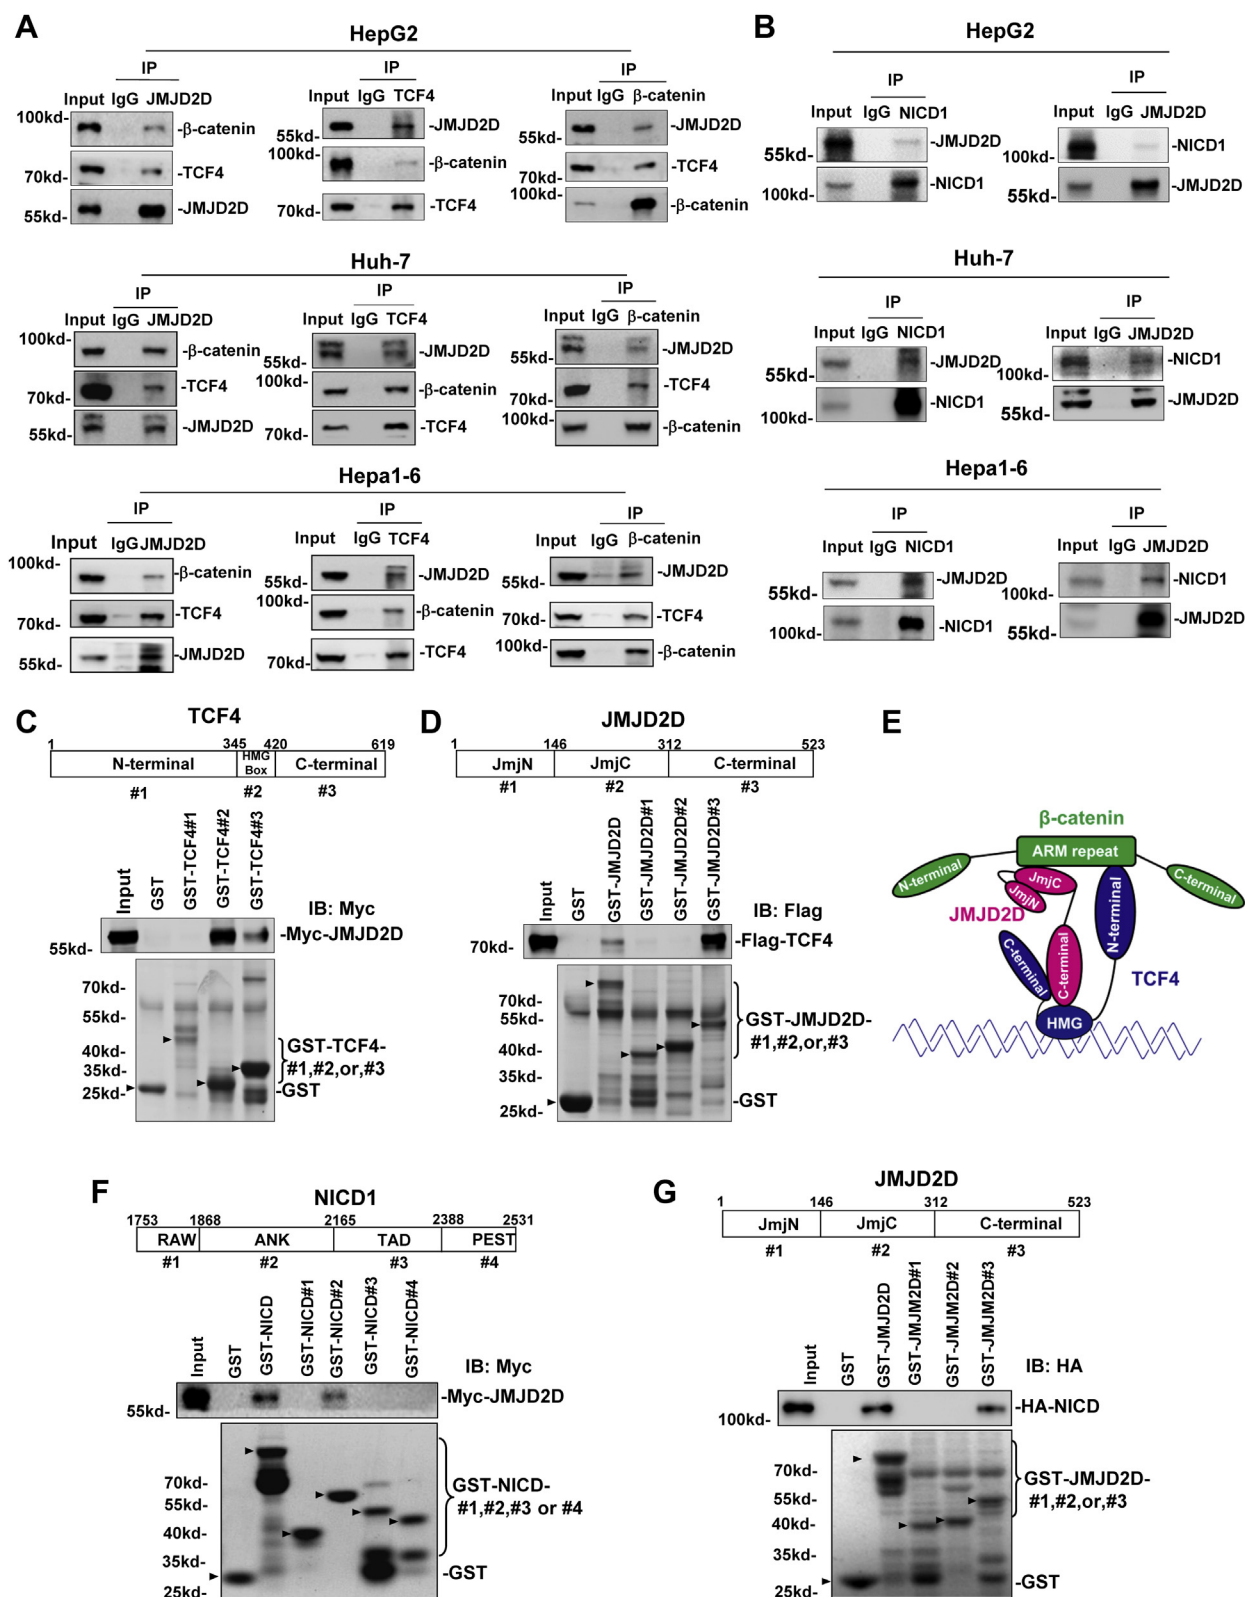 A
HepG2
IP
Input IgG JMJD2D
100kd-
-β-catenin
70kd-
-TCF4
55kd-
-JMJD2D
IP
Input IgG TCF4
55kd-
-JMJD2D
100kd-
-β-catenin
70kd-
-TCF4
IP
Input IgG β-catenin
55kd-
-JMJD2D
70kd-
-TCF4
100kd-
-β-catenin
Huh-7
IP
Input IgG JMJD2D
100kd-
-β-catenin
70kd-
-TCF4
55kd-
-JMJD2D
IP
Input IgG TCF4
55kd-
-JMJD2D
100kd-
-β-catenin
70kd-
-TCF4
IP
Input IgG β-catenin
55kd-
-JMJD2D
70kd-
-TCF4
100kd-
-β-catenin
Hepa1-6
IP
Input IgG JMJD2D
100kd-
-β-catenin
70kd-
-TCF4
55kd-
-JMJD2D
IP
Input IgG TCF4
55kd-
-JMJD2D
100kd-
-β-catenin
70kd-
-TCF4
IP
Input IgG β-catenin
55kd-
-JMJD2D
70kd-
-TCF4
100kd-
-β-catenin
B
HepG2
IP
Input IgG NICD1
55kd-
-JMJD2D
100kd-
-NICD1
IP
Input IgG JMJD2D
100kd-
-NICD1
55kd-
-JMJD2D
Huh-7
IP
Input IgG NICD1
55kd-
-JMJD2D
100kd-
-NICD1
IP
Input IgG JMJD2D
100kd-
-NICD1
55kd-
-JMJD2D
Hepa1-6
IP
Input IgG NICD1
55kd-
-JMJD2D
100kd-
-NICD1
IP
Input IgG JMJD2D
100kd-
-NICD1
55kd-
-JMJD2D
C
TCF4
1 345 420 619
N-terminal HMG Box C-terminal
#1 #2 #3
Input
GST
GST-TCF4#1
GST-TCF4#2
GST-TCF4#3
IB: Myc
55kd-
-Myc-JMJD2D
70kd-
55kd-
40kd-
35kd-
25kd-
GST-TCF4-
#1,#2,or,#3
-GST
D
JMJD2D
1 146 312 523
JmjN JmjC C-terminal
#1 #2 #3
Input
GST
GST-JMJD2D
GST-JMJD2D#1
GST-JMJD2D#2
GST-JMJD2D#3
IB: Flag
70kd-
-Flag-TCF4
70kd-
55kd-
40kd-
35kd-
25kd-
GST-JMJD2D-
#1,#2,or,#3
-GST
E
β-catenin
ARM repeat
N-terminal
C-terminal
JmjC
JmjN
JMJD2D
C-terminal
C-terminal
N-terminal
TCF4
HMG
F
NICD1
1753 1868 2165 2388 2531
RAW ANK TAD PEST
#1 #2 #3 #4
Input
GST
GST-NICD
GST-NICD#1
GST-NICD#2
GST-NICD#3
GST-NICD#4
IB: Myc
55kd-
-Myc-JMJD2D
70kd-
55kd-
40kd-
35kd-
25kd-
GST-NICD-
#1,#2,#3 or #4
-GST
G
JMJD2D
1 146 312 523
JmjN JmjC C-terminal
#1 #2 #3
Input
GST
GST-JMJD2D
GST-JMJM2D#1
GST-JMJM2D#2
GST-JMJM2D#3
IB: HA
100kd-
-HA-NICD
70kd-
55kd-
40kd-
35kd-
25kd-
GST-JMJD2D-
#1,#2,or,#3
-GST